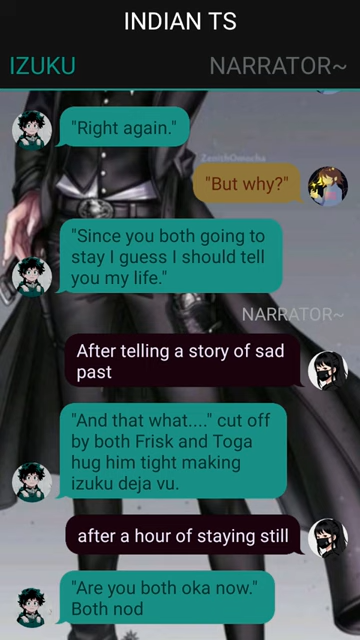 INDIAN TS
IZUKU NARRATOR~
"Right again."
ZenithOmocha
"But why?"
"Since you both going to
stay I guess I should tell
you my life."
NARRATOR~
After telling a story of sad
past
"And that what...." cut off
by both Frisk and Toga
hug him tight making
izuku deja vu.
after a hour of staying still
"Are you both oka now."
Both nod